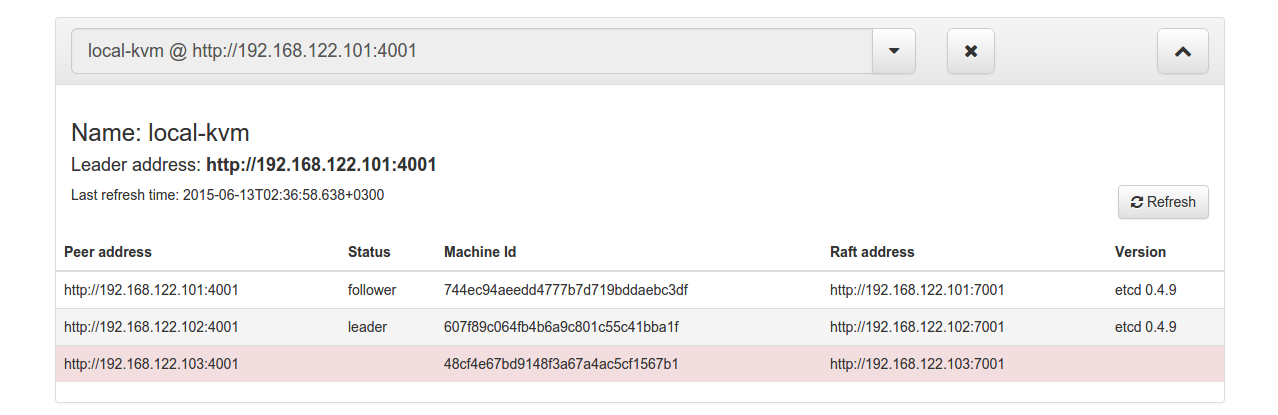 local-kvm @ http://192.168.122.101:4001
Name: local-kvm
Leader address: http://192.168.122.101:4001
Last refresh time: 2015-06-13T02:36:58.638+0300
Refresh
Peer address Status Machine Id Raft address Version
http://192.168.122.101:4001 follower 744ec94aeedd4777b7d719bddaebc3df http://192.168.122.101:7001 etcd 0.4.9
http://192.168.122.102:4001 leader 607f89c064fb4b6a9c801c55c41bba1f http://192.168.122.102:7001 etcd 0.4.9
http://192.168.122.103:4001 48cf4e67bd9148f3a67a4ac5cf1567b1 http://192.168.122.103:7001